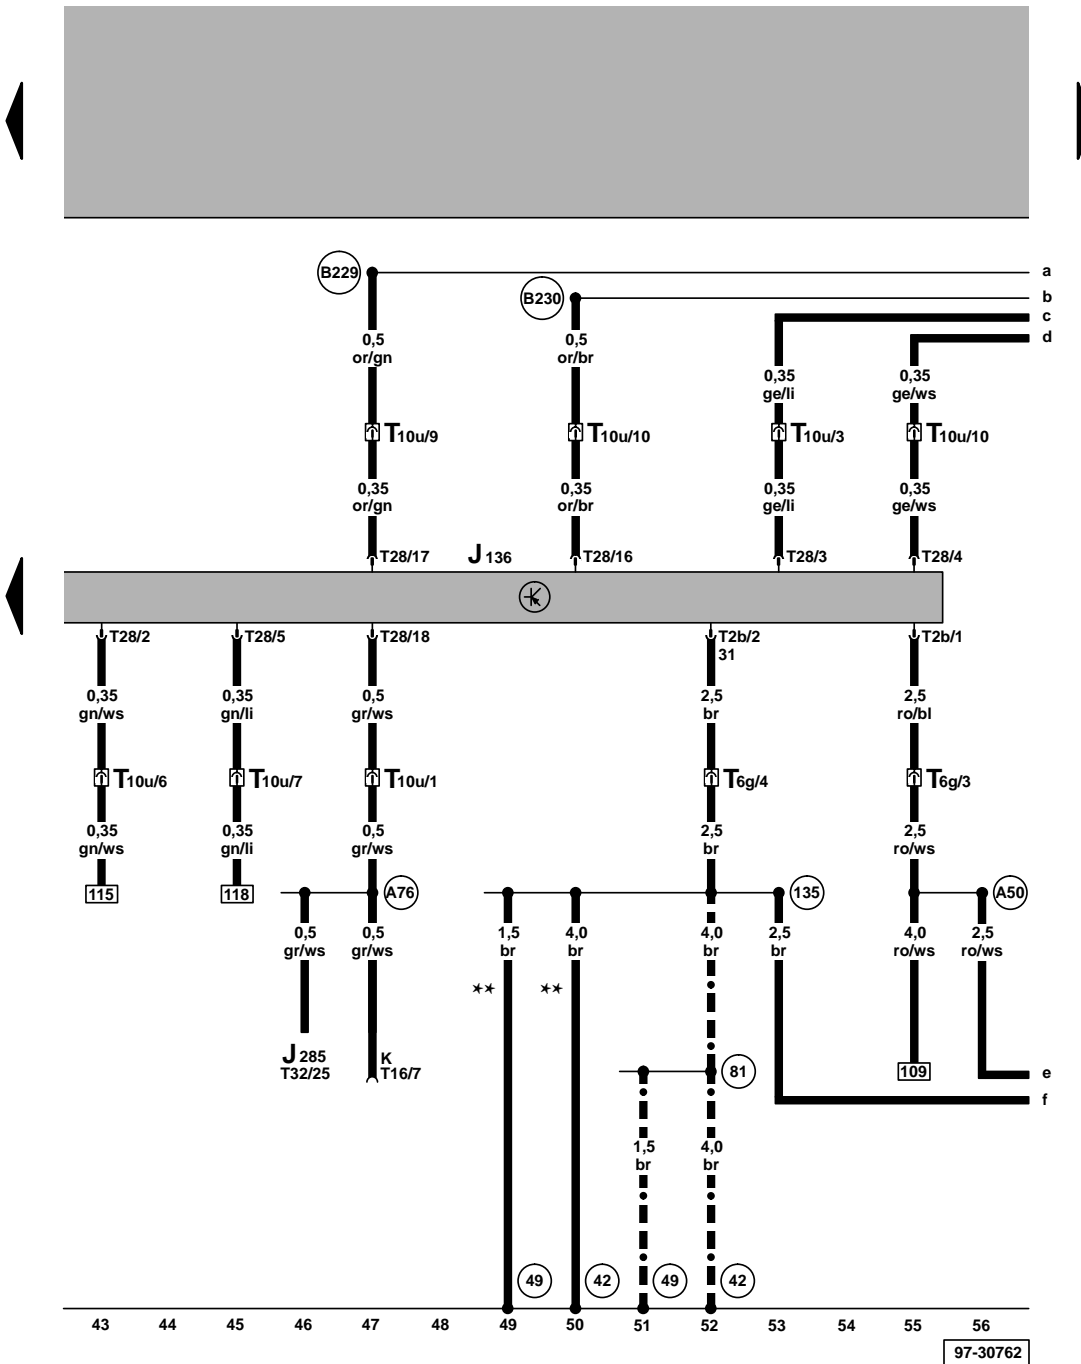 B229
a
B230
b
c
d
0,5
or/gn
0,5
or/br
0,35
ge/li
0,35
ge/ws
T10u/9
T10u/10
T10u/3
T10u/10
0,35
or/gn
0,35
or/br
0,35
ge/li
0,35
ge/ws
T28/17
J 136
T28/16
T28/3
T28/4
T28/2
T28/5
T28/18
T2b/2
31
T2b/1
0,35
gn/ws
0,35
gn/li
0,5
gr/ws
2,5
br
2,5
ro/bl
T10u/6
T10u/7
T10u/1
T6g/4
T6g/3
0,35
gn/ws
0,35
gn/li
0,5
gr/ws
2,5
br
2,5
ro/ws
115
118
A76
135
A50
0,5
gr/ws
0,5
gr/ws
1,5
br
4,0
br
4,0
br
2,5
br
4,0
ro/ws
2,5
ro/ws
**
**
J 285
T32/25
K
T16/7
81
109
e
f
1,5
br
4,0
br
49
42
49
42
43 44 45 46 47 48 49 50 51 52 53 54 55 56
97-30762